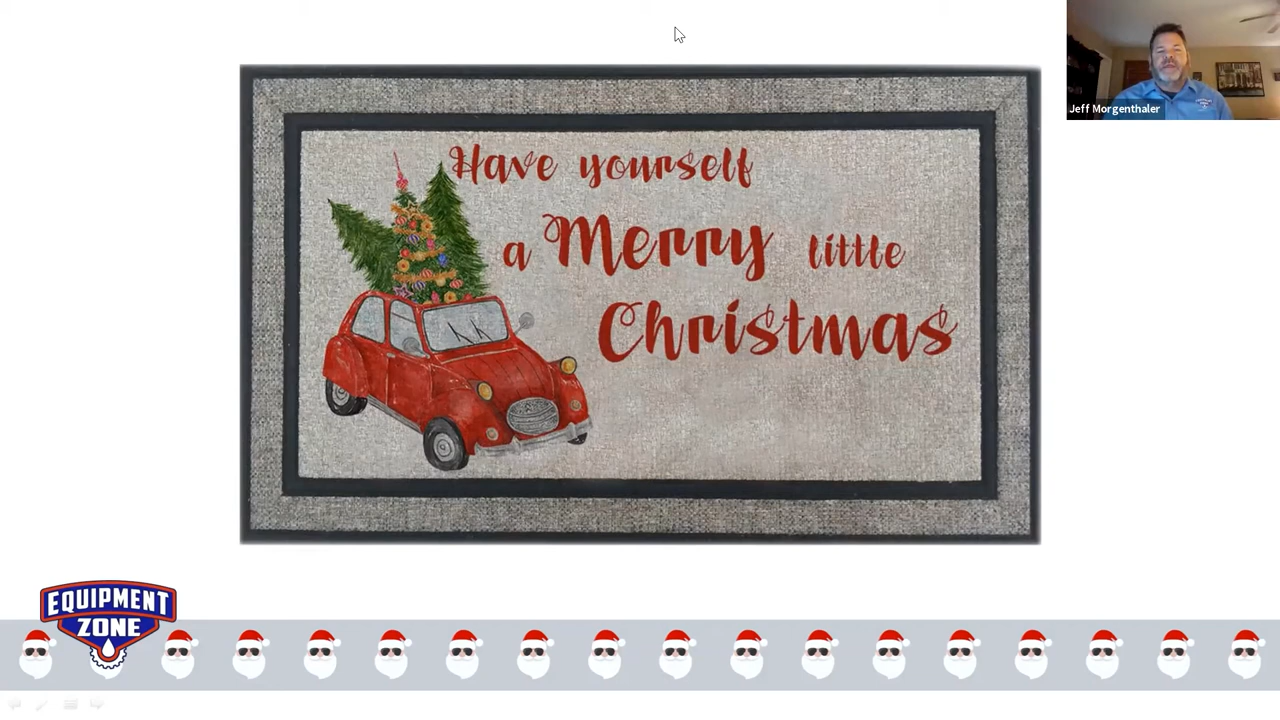 Jeff Morgenthaler
Have yourself
a Merry little
Christmas
EQUIPMENT
ZONE